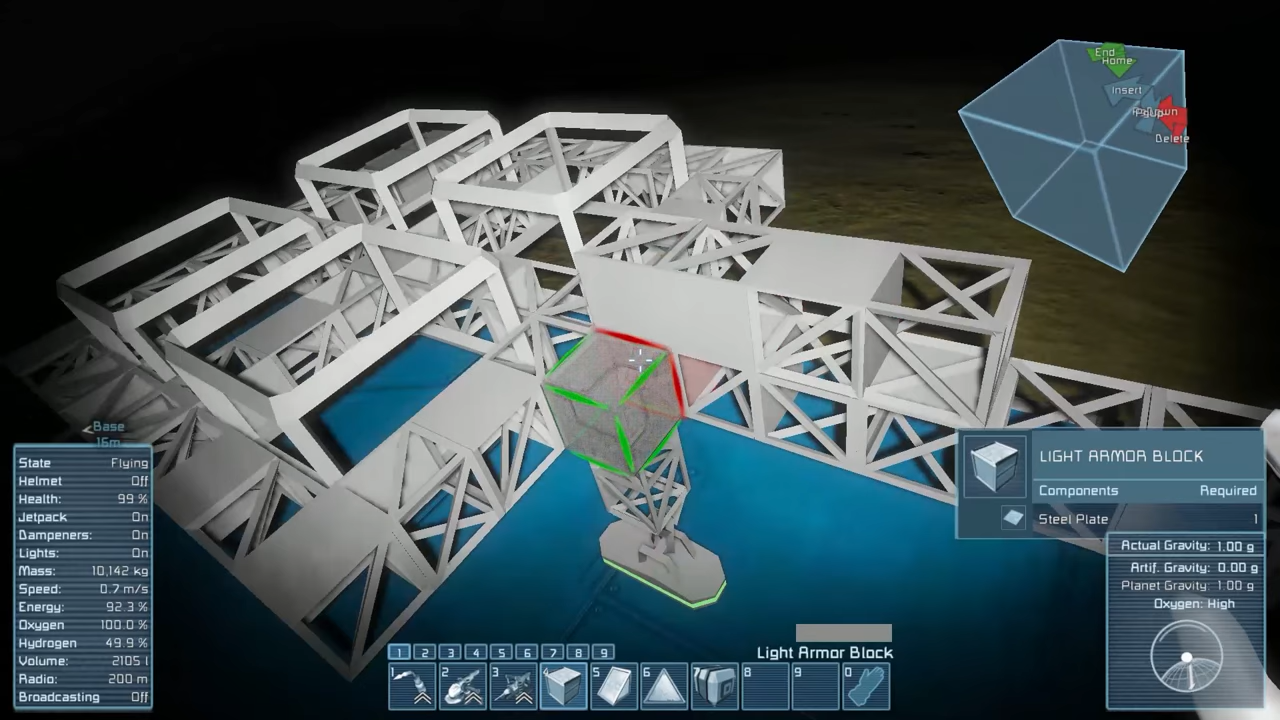 End
Home
Insert
Delete
Base
16m
State Flying
Helmet Off
Health: 99 %
Jetpack On
Dampeners: On
Lights: On
Mass: 10,142 kg
Speed: 0.7 m/s
Energy: 92.3 %
Oxygen 100.0 %
Hydrogen 49.9 %
Volume: 2105 l
Radio: 200 m
Broadcasting Off
LIGHT ARMOR BLOCK
Components Required
Steel Plate 1
Actual Gravity: 1.00 g
Artif. Gravity: 0.00 g
Planet Gravity: 1.00 g
Oxygen: High
1 2 3 4 5 6 7 8 9
Light Armor Block
1 2 3 4 5 6 7 8 9 0